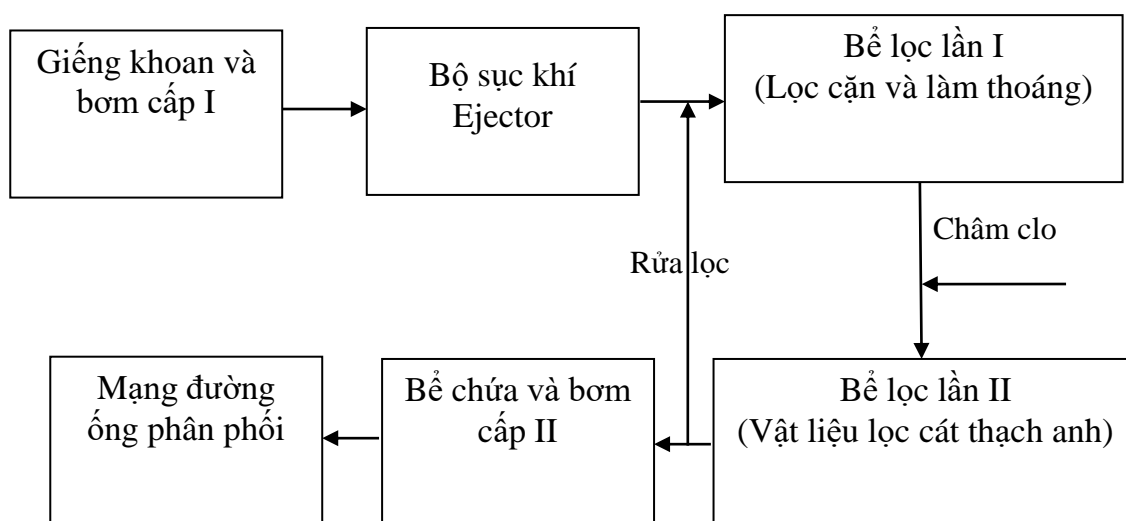 Giếng khoan và
bơm cấp I
Bộ sục khí
Ejector
Bể lọc lần I
(Lọc cặn và làm thoáng)
Châm clo
Rửa lọc
Mạng đường
ống phân phối
Bể chứa và bơm
cấp II
Bể lọc lần II
(Vật liệu lọc cát thạch anh)